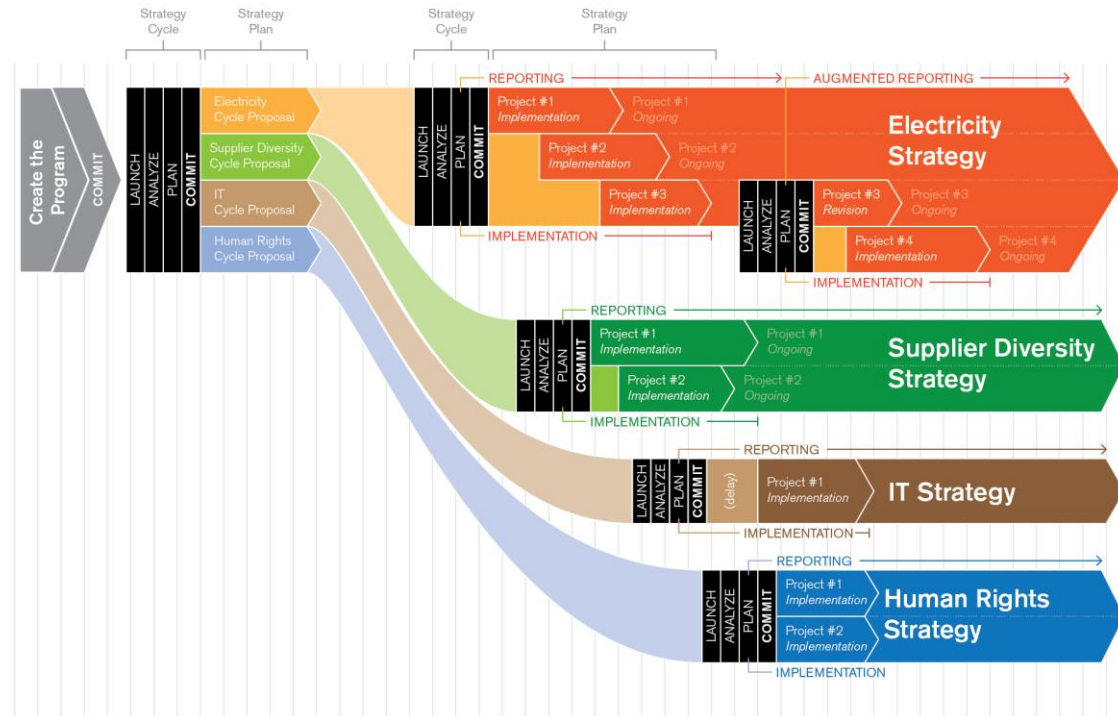 Strategy
Cycle
Strategy
Plan
Strategy
Cycle
Strategy
Plan
Create the
Program
COMMIT
LAUNCH
ANALYZE
PLAN
COMMIT
Electricity
Cycle Proposal
Supplier Diversity
Cycle Proposal
IT
Cycle Proposal
Human Rights
Cycle Proposal
LAUNCH
ANALYZE
PLAN
COMMIT
REPORTING
AUGMENTED REPORTING
Project #1
Implementation
Project #1
Ongoing
Project #2
Implementation
Project #2
Ongoing
Project #3
Implementation
IMPLEMENTATION
Electricity
Strategy
LAUNCH
ANALYZE
PLAN
COMMIT
Project #3
Revision
Project #3
Ongoing
Project #4
Implementation
Project #4
Ongoing
IMPLEMENTATION
REPORTING
LAUNCH
ANALYZE
PLAN
COMMIT
Project #1
Implementation
Project #1
Ongoing
Project #2
Implementation
Project #2
Ongoing
Supplier Diversity
Strategy
IMPLEMENTATION
REPORTING
LAUNCH
ANALYZE
PLAN
COMMIT
(delay)
Project #1
Implementation
IT Strategy
IMPLEMENTATION
REPORTING
LAUNCH
ANALYZE
PLAN
COMMIT
Project #1
Implementation
Project #2
Implementation
Human Rights
Strategy
IMPLEMENTATION